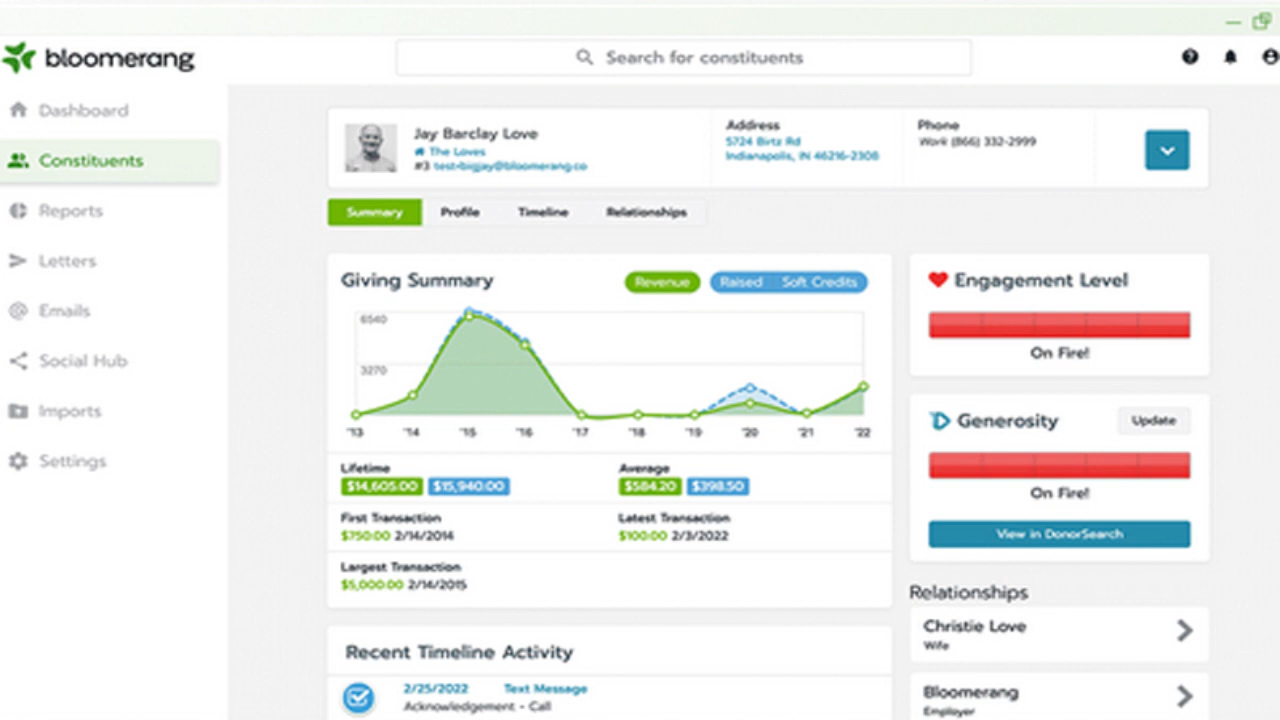 bloomerang
Search for constituents
Dashboard
Constituents
Reports
Letters
Emails
Social Hub
Imports
Settings
Jay Barclay Love
The Loves
#3 test+bigjay@bloomerang.co
Address
5724 Birtz Rd
Indianapolis, IN 46216-2308
Phone
Work (866) 332-2999
Summary Profile Timeline Relationships
Giving Summary
Revenue Raised Soft Credits
6540
3270
'13 '14 '15 '16 '17 '18 '19 '20 '21 '22
Lifetime
$14,605.00 $15,940.00
Average
$584.20 $398.50
First Transaction
$750.00 2/14/2014
Latest Transaction
$100.00 2/3/2022
Largest Transaction
$5,000.00 2/14/2015
Recent Timeline Activity
2/25/2022 Text Message
Acknowledgement - Call
Engagement Level
On Fire!
Generosity
Update
On Fire!
View in DonorSearch
Relationships
Christie Love
Wife
Bloomerang
Employer